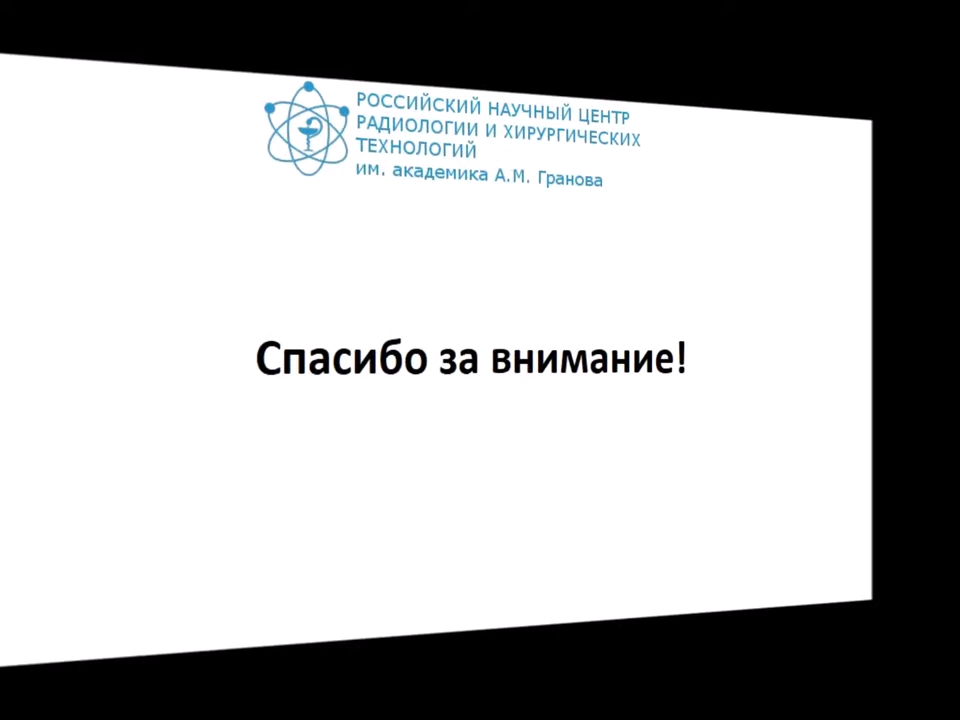 РОССИЙСКИЙ НАУЧНЫЙ ЦЕНТР
РАДИОЛОГИИ И ХИРУРГИЧЕСКИХ
ТЕХНОЛОГИЙ
им. академика А.М. Гранова
Спасибо за внимание!